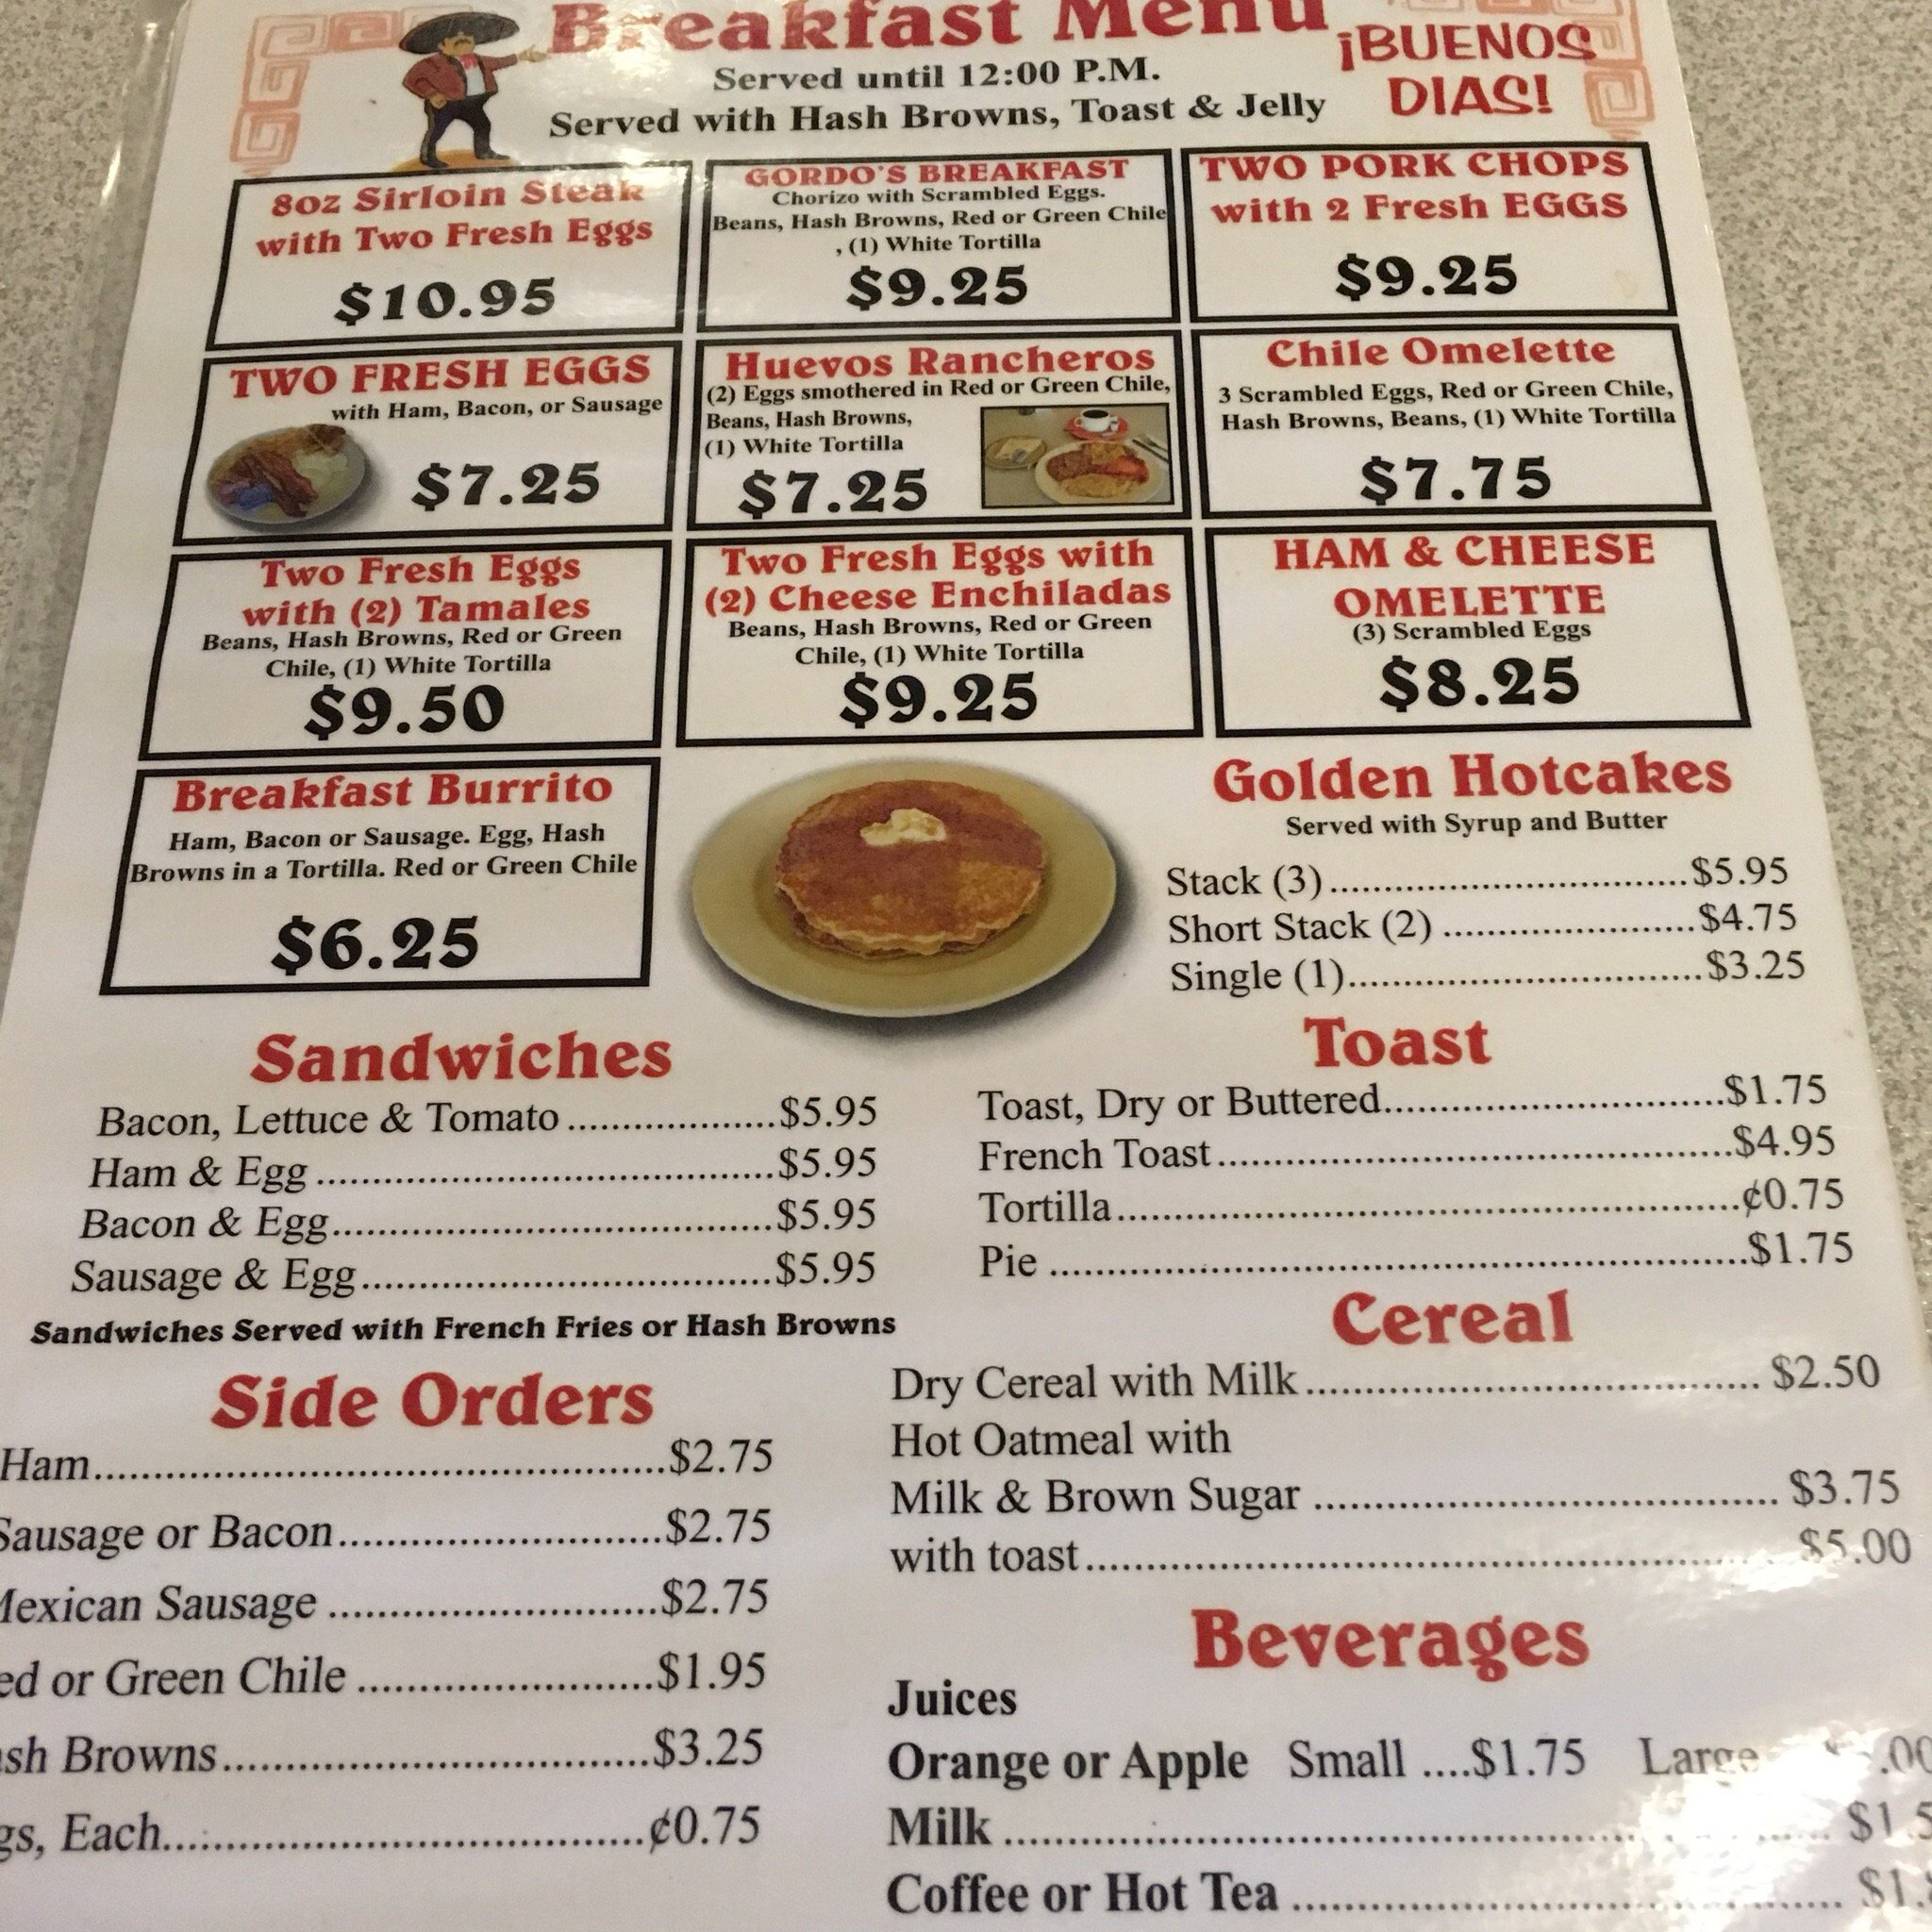 Breakfast Menu
Served until 12:00 P.M.
Served with Hash Browns, Toast & Jelly
¡BUENOS
DIAS!
8oz Sirloin Steak
with Two Fresh Eggs
$10.95
GORDO'S BREAKFAST
Chorizo with Scrambled Eggs.
Beans, Hash Browns, Red or Green Chile
, (1) White Tortilla
$9.25
TWO PORK CHOPS
with 2 Fresh EGGS
$9.25
TWO FRESH EGGS
with Ham, Bacon, or Sausage
$7.25
Huevos Rancheros
(2) Eggs smothered in Red or Green Chile,
Beans, Hash Browns,
(1) White Tortilla
$7.25
Chile Omelette
3 Scrambled Eggs, Red or Green Chile,
Hash Browns, Beans, (1) White Tortilla
$7.75
Two Fresh Eggs
with (2) Tamales
Beans, Hash Browns, Red or Green
Chile, (1) White Tortilla
$9.50
Two Fresh Eggs with
(2) Cheese Enchiladas
Beans, Hash Browns, Red or Green
Chile, (1) White Tortilla
$9.25
HAM & CHEESE
OMELETTE
(3) Scrambled Eggs
$8.25
Breakfast Burrito
Ham, Bacon or Sausage. Egg, Hash
Browns in a Tortilla. Red or Green Chile
$6.25
Golden Hotcakes
Served with Syrup and Butter
Stack (3)..............................$5.95
Short Stack (2) .....................$4.75
Single (1)..............................$3.25
Sandwiches
Bacon, Lettuce & Tomato ...................$5.95
Ham & Egg ..........................................$5.95
Bacon & Egg........................................$5.95
Sausage & Egg.....................................$5.95
Sandwiches Served with French Fries or Hash Browns
Toast
Toast, Dry or Buttered.............................$1.75
French Toast............................................$4.95
Tortilla.....................................................¢0.75
Pie ...........................................................$1.75
Side Orders
Ham...............................................$2.75
Sausage or Bacon...........................$2.75
Mexican Sausage ...........................$2.75
ed or Green Chile ........................$1.95
sh Browns...................................$3.25
gs, Each.......................................¢0.75
Cereal
Dry Cereal with Milk...................................... $2.50
Hot Oatmeal with
Milk & Brown Sugar ...................................... $3.75
with toast.......................................................... $5.00
Beverages
Juices
Orange or Apple Small ....$1.75 Large .00
Milk .................................................................... $1.5
Coffee or Hot Tea ............................................. $1.